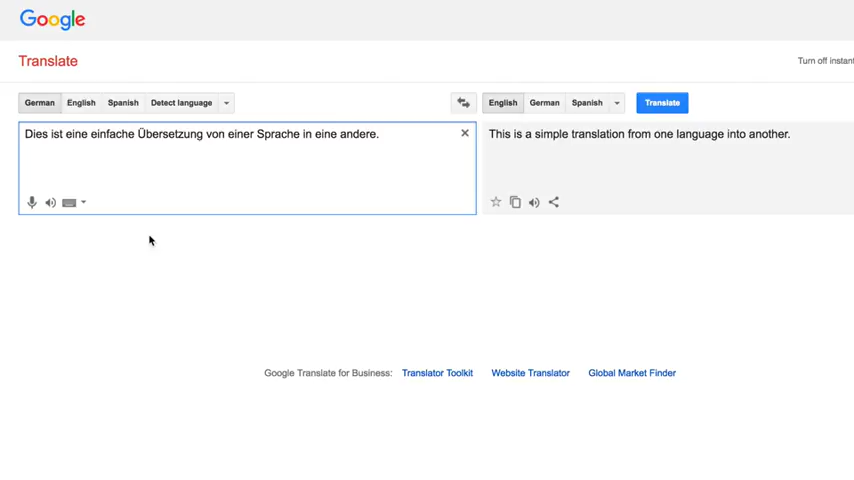 Google
Translate
Turn off instant
German English Spanish Detect language
English German Spanish Translate
Dies ist eine einfache Übersetzung von einer Sprache in eine andere.
This is a simple translation from one language into another.
Google Translate for Business: Translator Toolkit Website Translator Global Market Finder